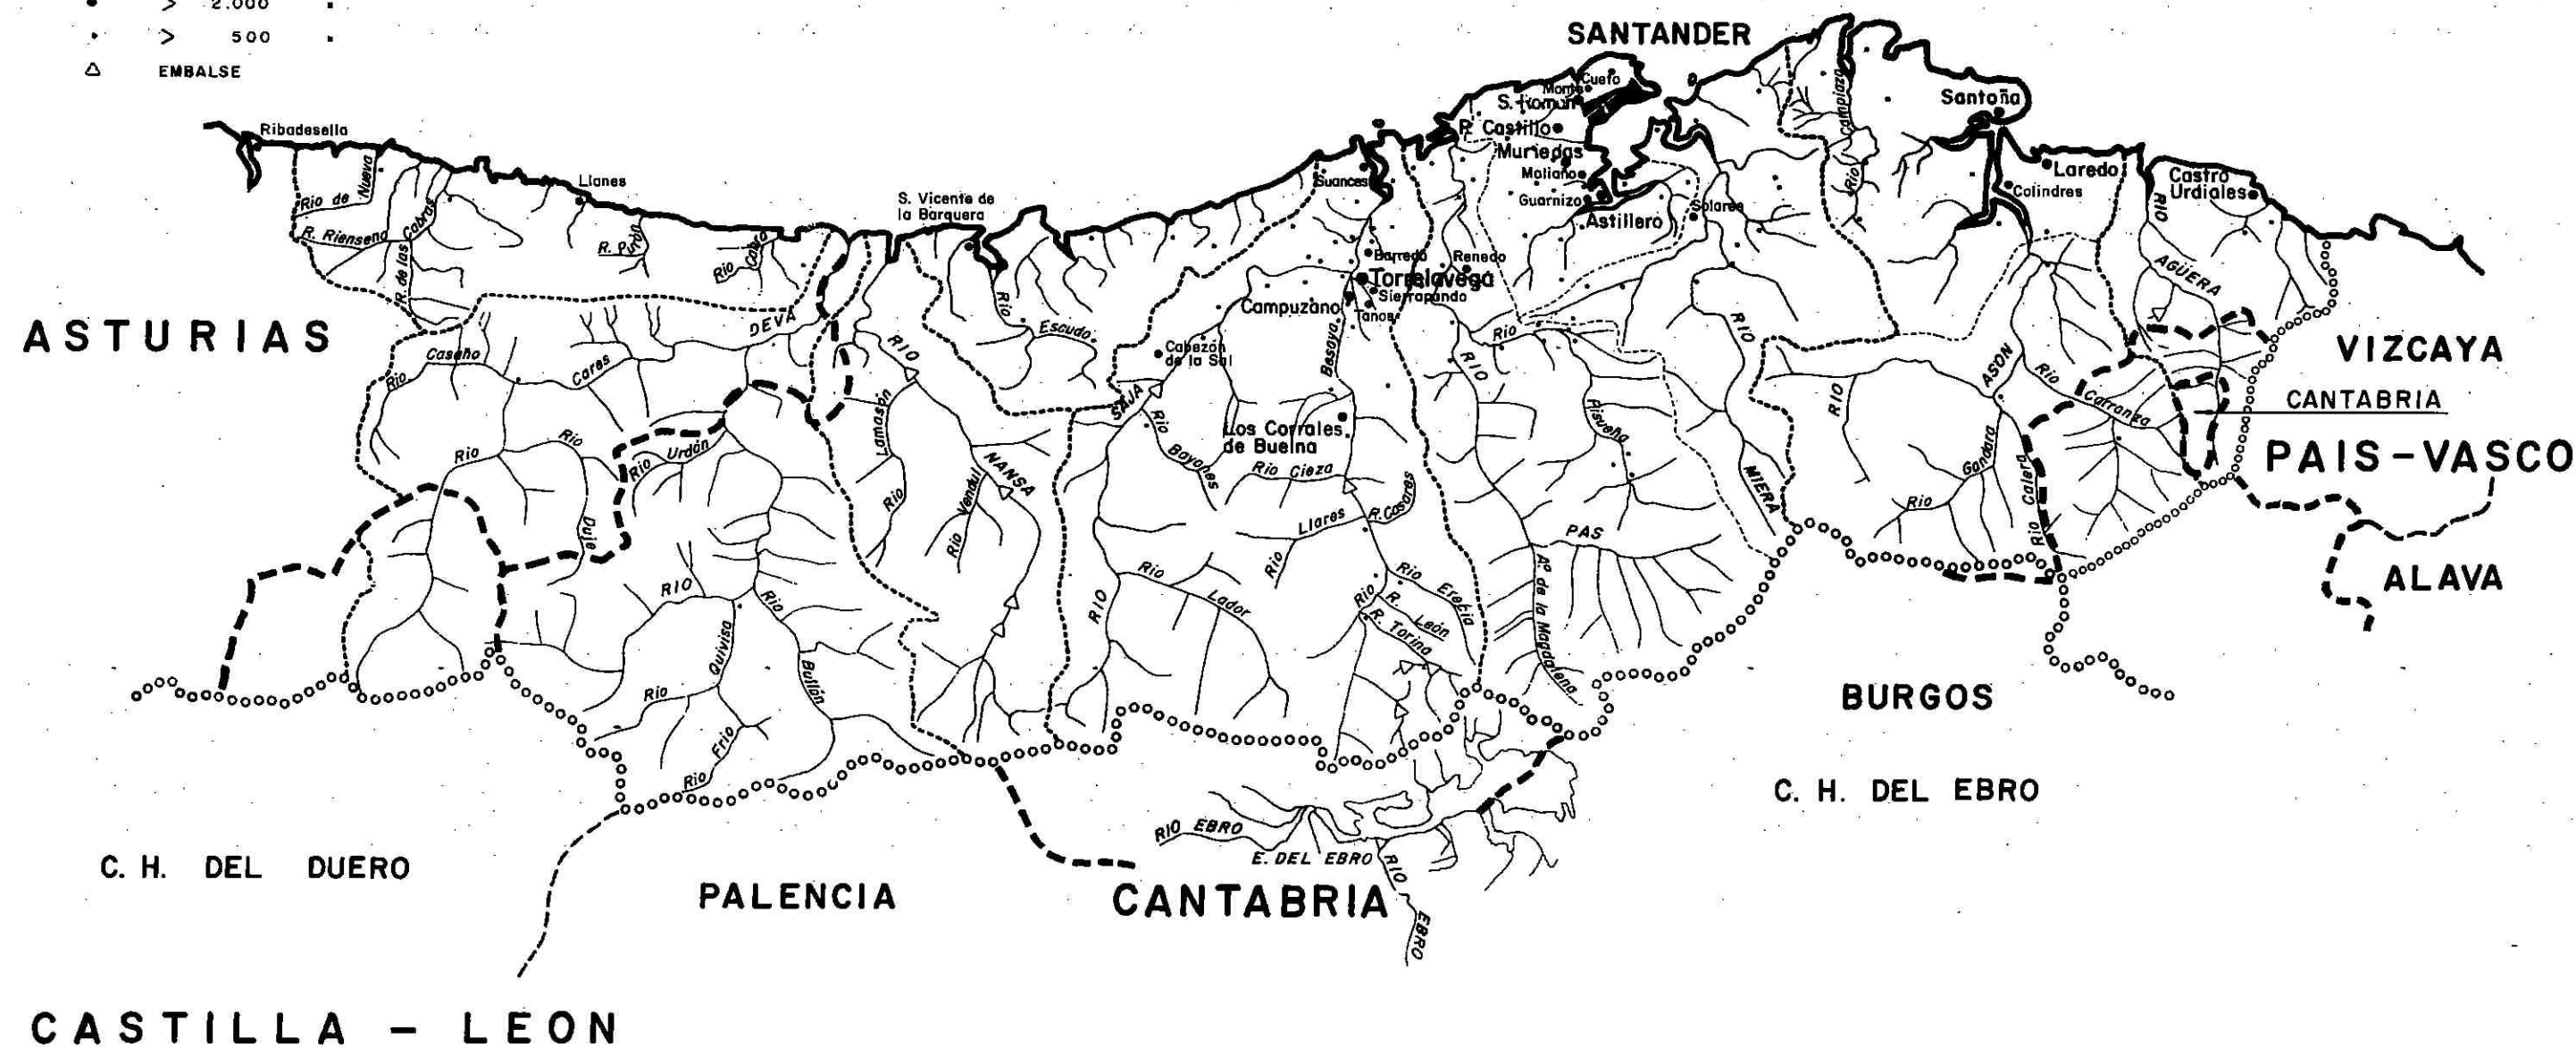 > 2.000
> 500
EMBALSE
SANTANDER
Cueto
Monte
S. Román
P. Castillo
Muriedas
Maliaño
Guarnizo
Astillero
Solares
Santoña
Laredo
Colindres
Castro
Urdiales
Ribadesella
Rio de Nueva
R. Riensena
R. de las Cabras
Llanes
R. Purón
Rio Cabra
S. Vicente de
la Barquera
Suances
Barreda
Renedo
Torrelavega
Sierrapando
Campuzano
Tanos
Rio Campiazo
RIO AGÜERA
ASTURIAS
DEVA
Rio Casaño
Cares
RIO
Rio Escudo
Cabezón
de la Sal
SAJA
Besaya
Rio
RIO
RIO
ASON
Rio Carranza
VIZCAYA
CANTABRIA
PAIS-VASCO
ALAVA
Lamasón
Rio
Los Corrales
de Buelna
Rio Bayones
Rio Cieza
Pisueña
MIERA
RIO
Rio Gandara
Rio Calera
Rio
Rio
Duje
Rio Urdón
NANSA
Rio Vendul
Rio Llares
R. Casares
PAS
Aº de la Magdalena
RIO
Rio
Bullón
Quiviso
Rio
Rio Frio
RIO
Rio Lador
Rio Erebia
Rio
R. León
R. Torina
BURGOS
C. H. DEL EBRO
RIO EBRO
E. DEL EBRO
RIO EBRO
C. H. DEL DUERO
PALENCIA
CANTABRIA
CASTILLA - LEON